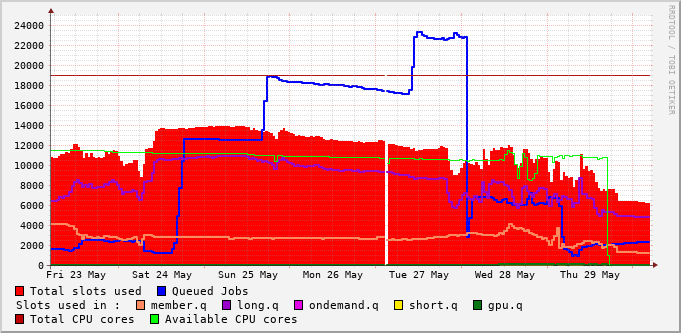 24000
22000
20000
18000
16000
14000
12000
10000
8000
6000
4000
2000
0
Fri 23 May Sat 24 May Sun 25 May Mon 26 May Tue 27 May Wed 28 May Thu 29 May
Total slots used Queued Jobs
Slots used in : member.q long.q ondemand.q short.q gpu.q
Total CPU cores Available CPU cores
RRDTOOL / TOBI OETIKER